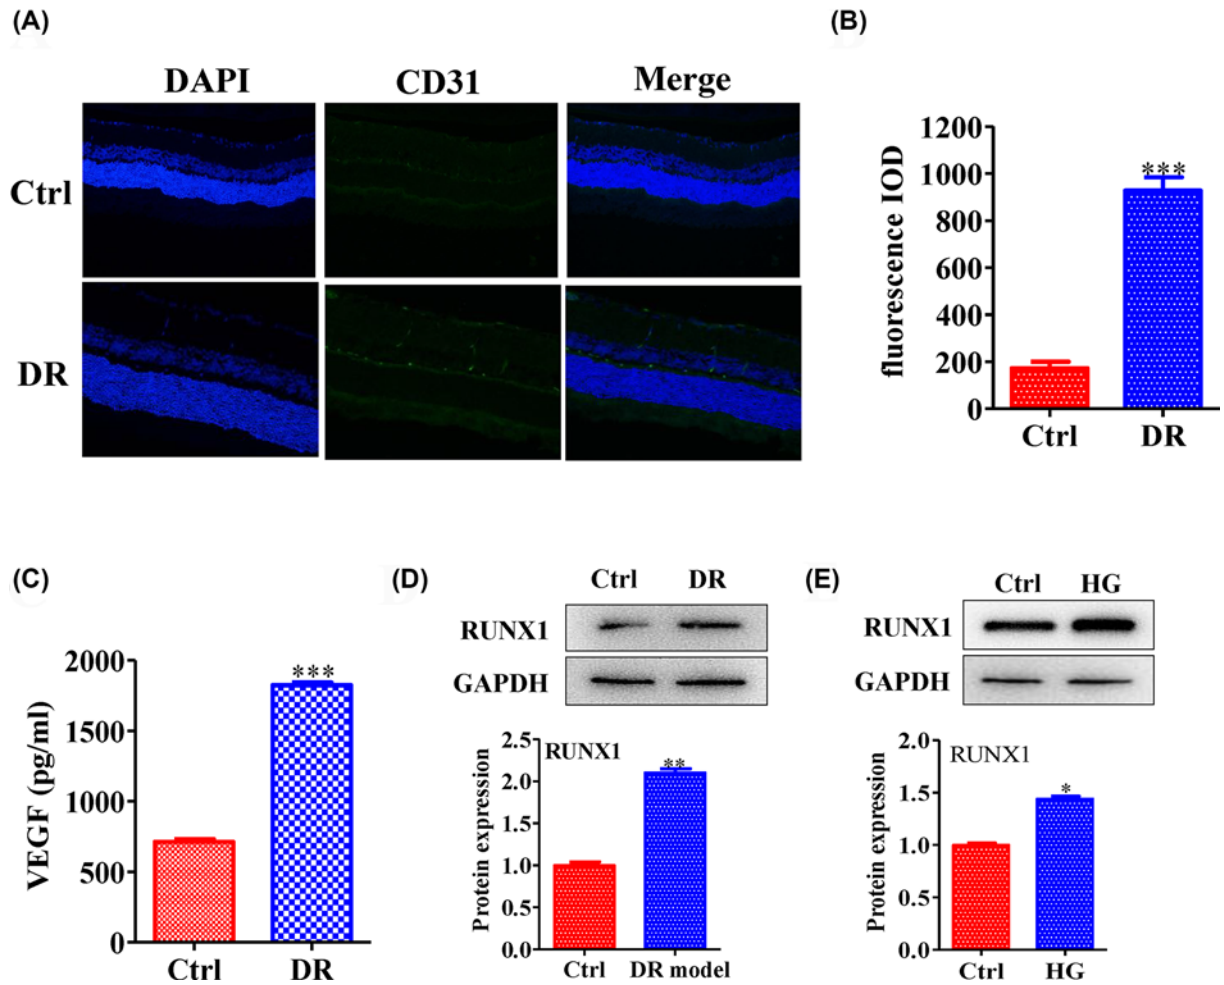 (A)
DAPI CD31 Merge
Ctrl
DR
(B)
fluorescence IOD
1200
1000
800
600
400
200
0
***
Ctrl DR
(C)
VEGF (pg/ml)
2000
1500
1000
500
0
***
Ctrl DR
(D)
Ctrl DR
RUNX1
GAPDH
Protein expression
2.5
2.0
1.5
1.0
0.5
0.0
RUNX1
**
Ctrl DR model
(E)
Ctrl HG
RUNX1
GAPDH
Protein expression
2.0
1.5
1.0
0.5
0.0
RUNX1
*
Ctrl HG